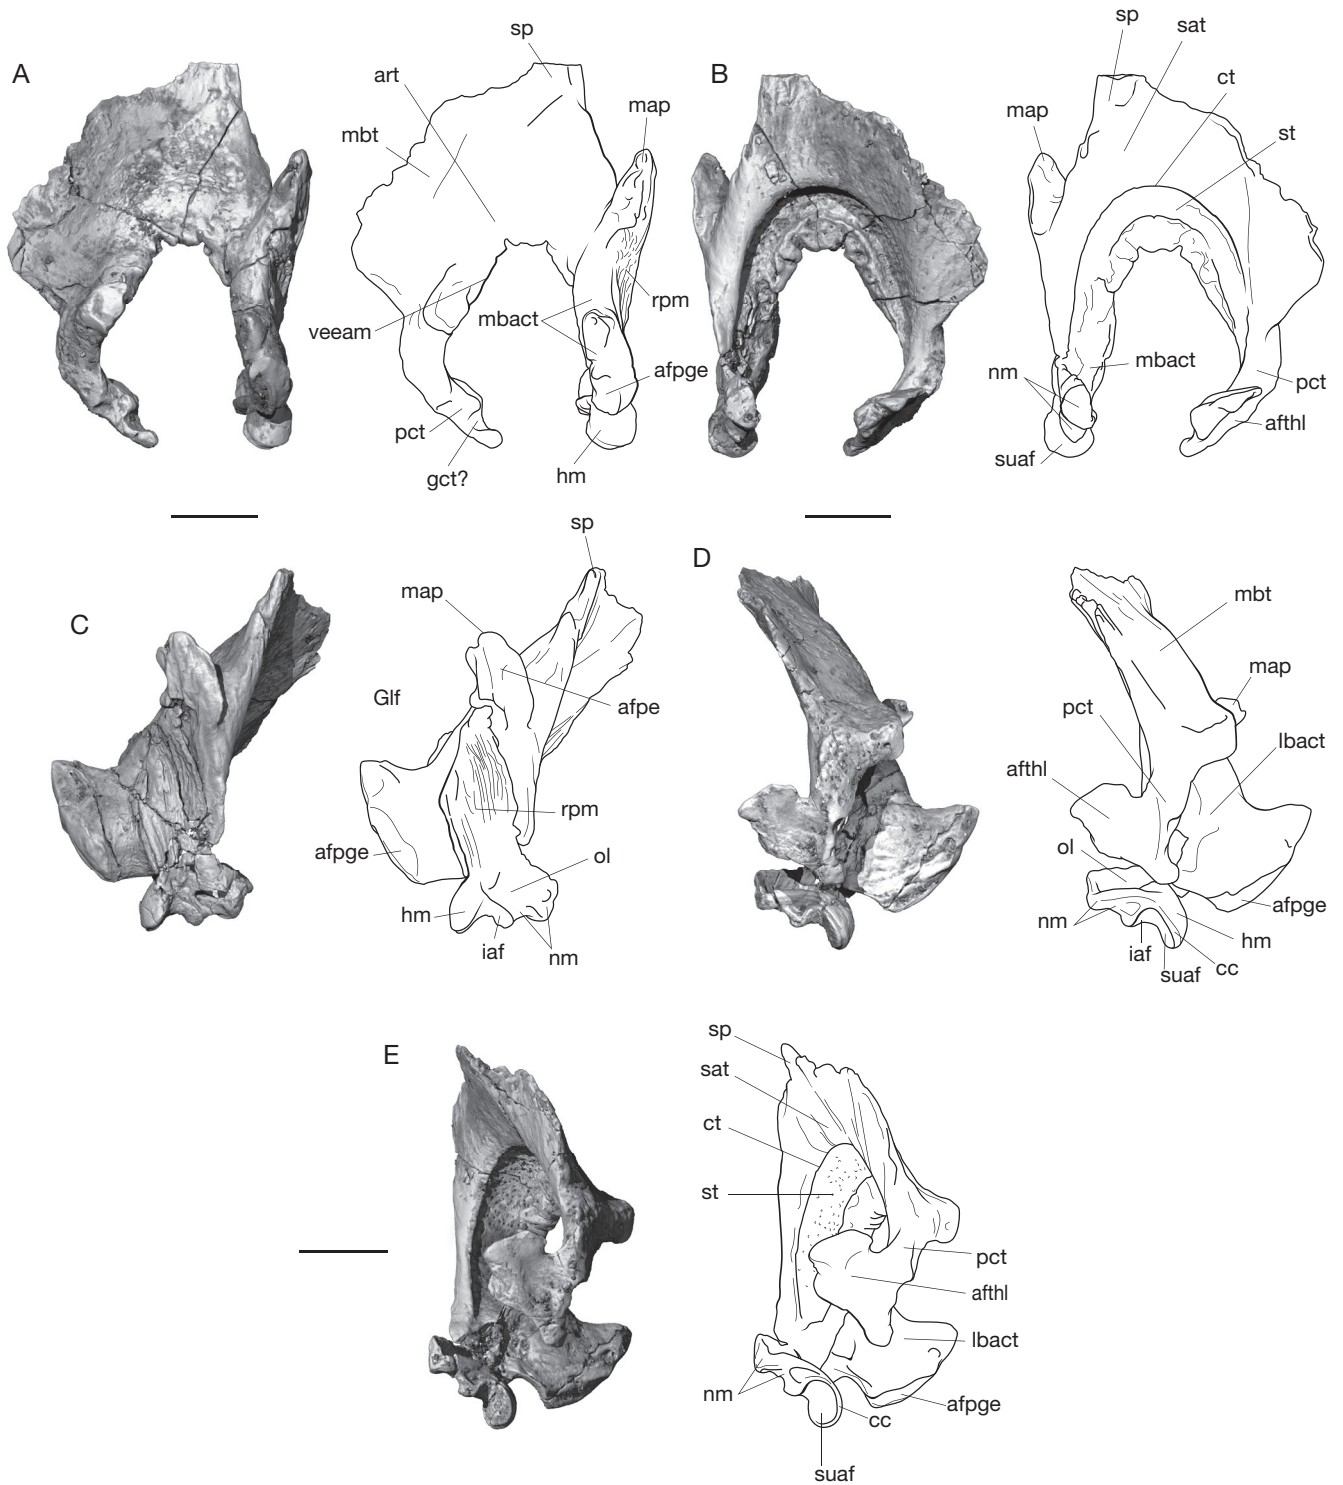 A
sp
art
mbt
map
veeam
mbact
rpm
afpge
pct
gct?
hm
B
sp
sat
ct
map
st
nm
mbact
pct
afthl
suaf
C
sp
map
Glf
afpe
rpm
afpge
ol
hm
iaf
nm
D
mbt
map
pct
lbact
afthl
ol
afpge
nm
hm
iaf
suaf
cc
E
sp
sat
ct
st
pct
afthl
lbact
nm
afpge
cc
suaf